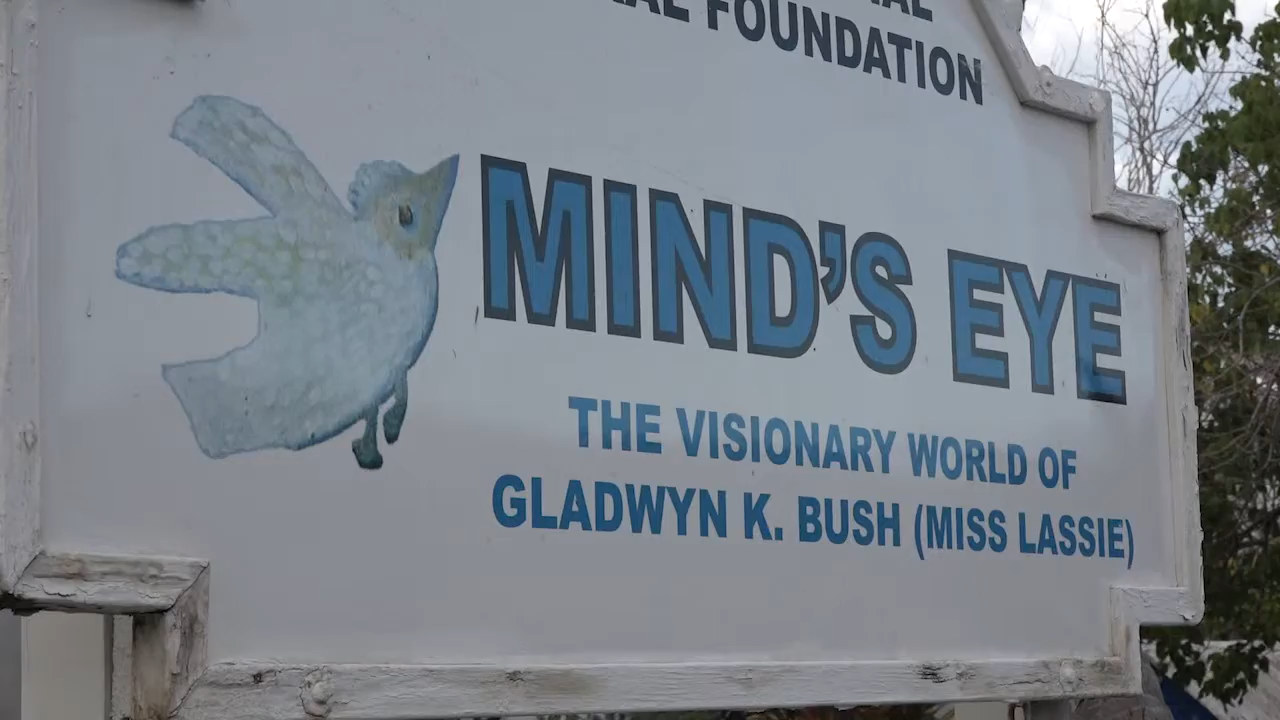 FOUNDATION
MIND'S EYE
THE VISIONARY WORLD OF
GLADWYN K. BUSH (MISS LASSIE)